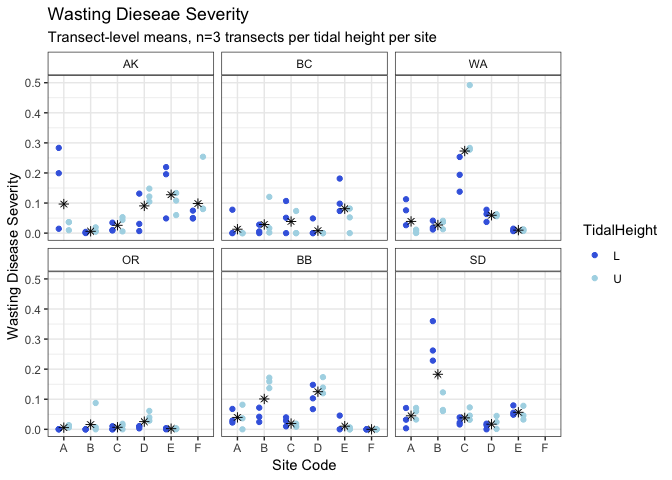 Wasting Dieseae Severity
Transect-level means, n=3 transects per tidal height per site
AK BC WA
0.5
0.4
0.3
0.2
0.1
0.0
OR BB SD
0.5
0.4
0.3
0.2
0.1
0.0
A B C D E F A B C D E F A B C D E F
Site Code
Wasting Disease Severity
TidalHeight
L
U